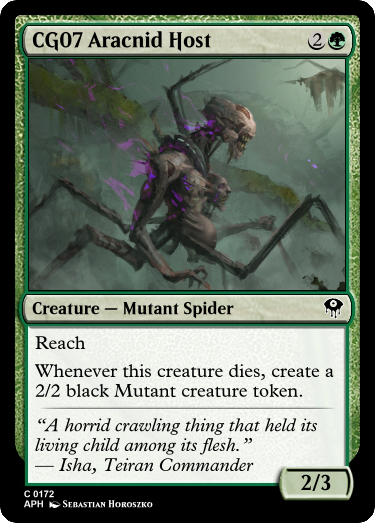 CG07 Aracnid Host 2
Creature — Mutant Spider
Reach
Whenever this creature dies, create a
2/2 black Mutant creature token.
“A horrid crawling thing that held its
living child among its flesh.”
— Isha, Teiran Commander
2/3
C 0172
APH Sebastian Horoszko